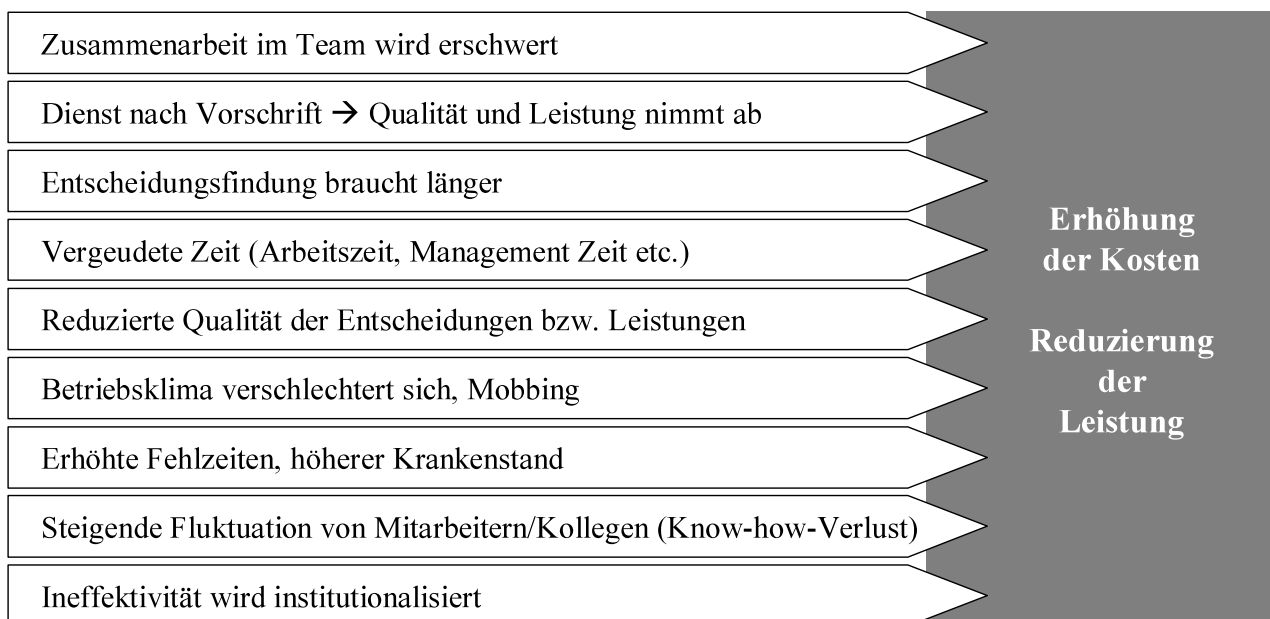 Zusammenarbeit im Team wird erschwert
Dienst nach Vorschrift → Qualität und Leistung nimmt ab
Entscheidungsfindung braucht länger
Vergeudete Zeit (Arbeitszeit, Management Zeit etc.)
Reduzierte Qualität der Entscheidungen bzw. Leistungen
Betriebsklima verschlechtert sich, Mobbing
Erhöhte Fehlzeiten, höherer Krankenstand
Steigende Fluktuation von Mitarbeitern/Kollegen (Know-how-Verlust)
Ineffektivität wird institutionalisiert
Erhöhung
der Kosten
Reduzierung
der
Leistung